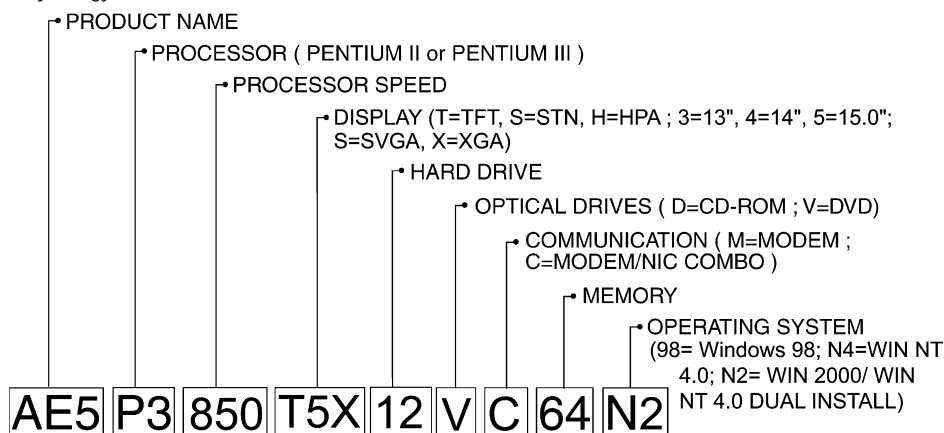 PRODUCT NAME
PROCESSOR ( PENTIUM II or PENTIUM III )
PROCESSOR SPEED
DISPLAY (T=TFT, S=STN, H=HPA ; 3=13", 4=14", 5=15.0";
S=SVGA, X=XGA)
HARD DRIVE
OPTICAL DRIVES ( D=CD-ROM ; V=DVD)
COMMUNICATION ( M=MODEM ;
C=MODEM/NIC COMBO )
MEMORY
OPERATING SYSTEM
(98= Windows 98; N4=WIN NT
4.0; N2= WIN 2000/ WIN
NT 4.0 DUAL INSTALL)
AE5 P3 850 T5X 12 V C 64 N2